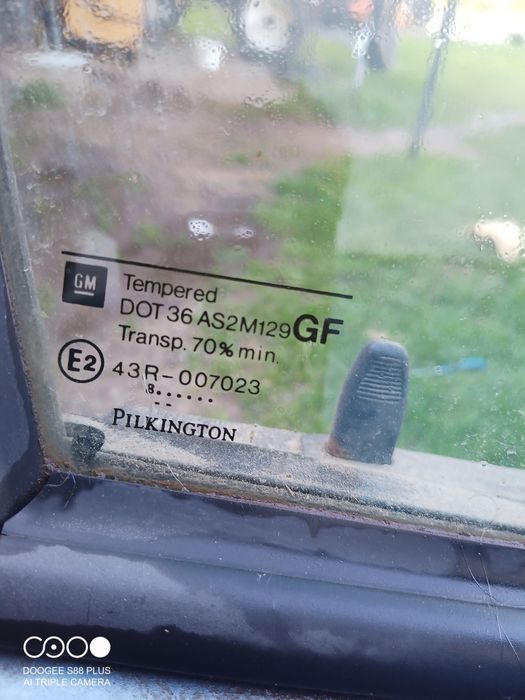 GM
Tempered
DOT 36 AS2M129 GF
Transp. 70% min.
E2 43R-007023
8......
--
PILKINGTON
DOOGEE S88 PLUS
AI TRIPLE CAMERA